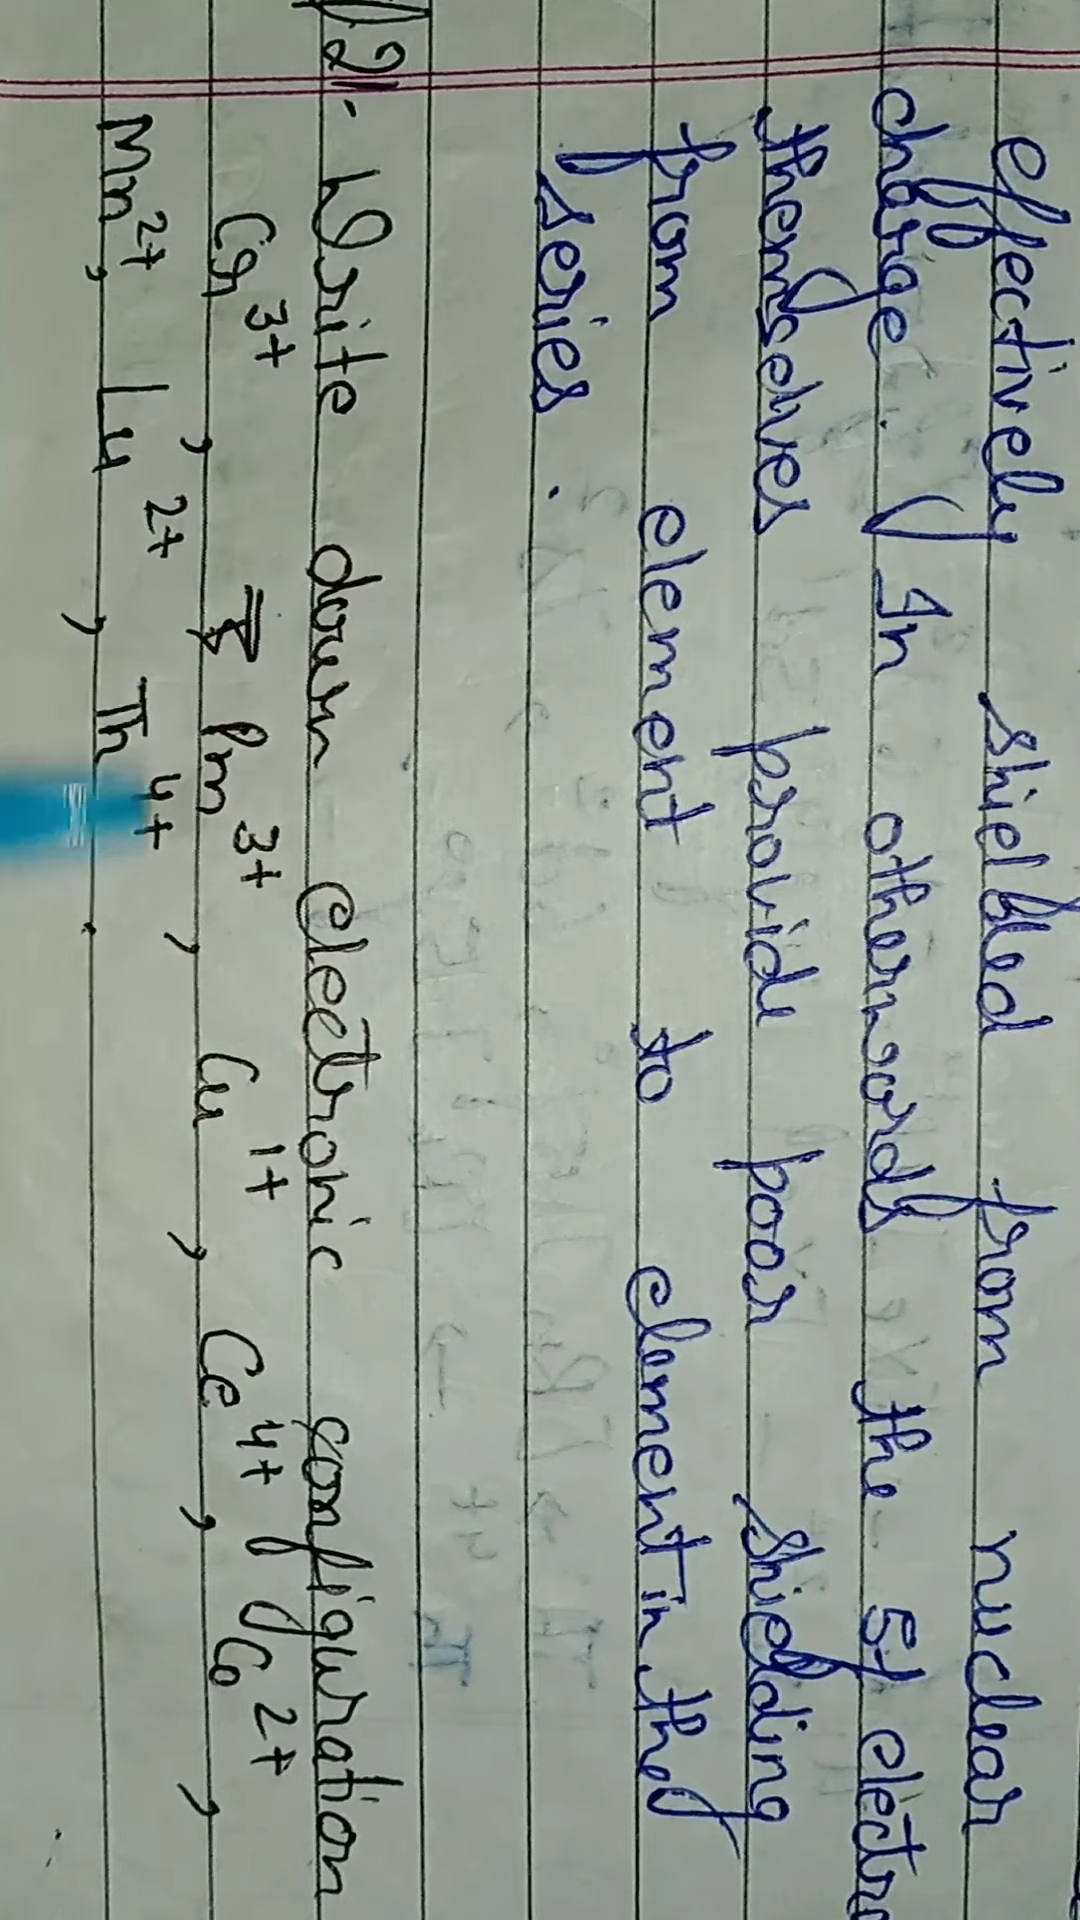 effectively shielded from nuclear
charge. In otherwords the 5f electro
themselves provide poor shielding
from element to element in the
series.
Q21. Write down electronic configuration
Cr³⁺, Pm³⁺, Cu¹⁺, Ce⁴⁺, Co²⁺,
Mn²⁺, Lu²⁺, Th⁴⁺.